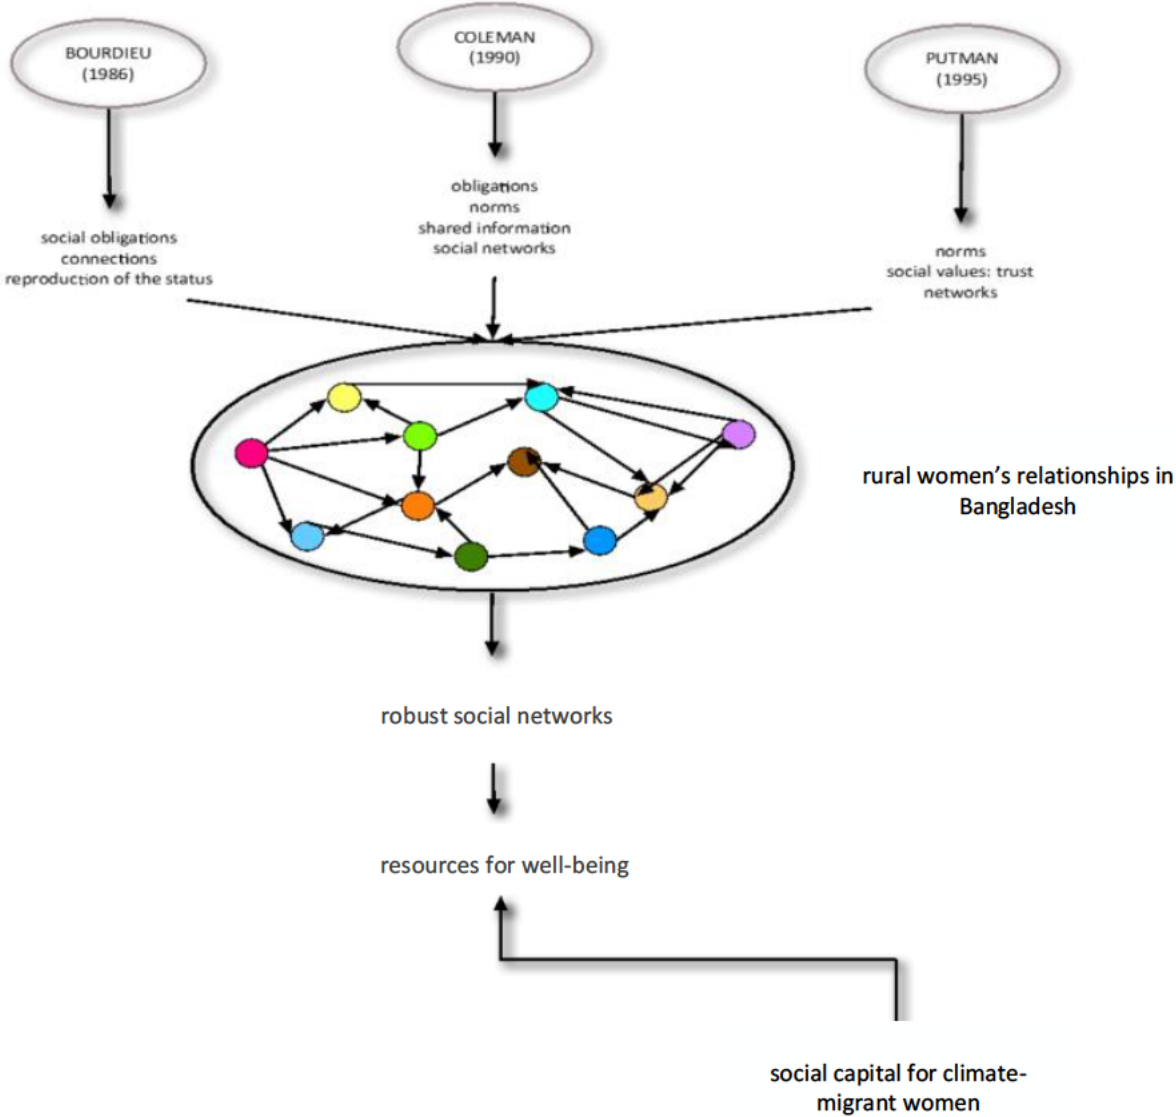 BOURDIEU
(1986)
COLEMAN
(1990)
PUTMAN
(1995)
social obligations
connections
reproduction of the status
obligations
norms
shared information
social networks
norms
social values: trust
networks
rural women’s relationships in
Bangladesh
robust social networks
resources for well-being
social capital for climate-
migrant women